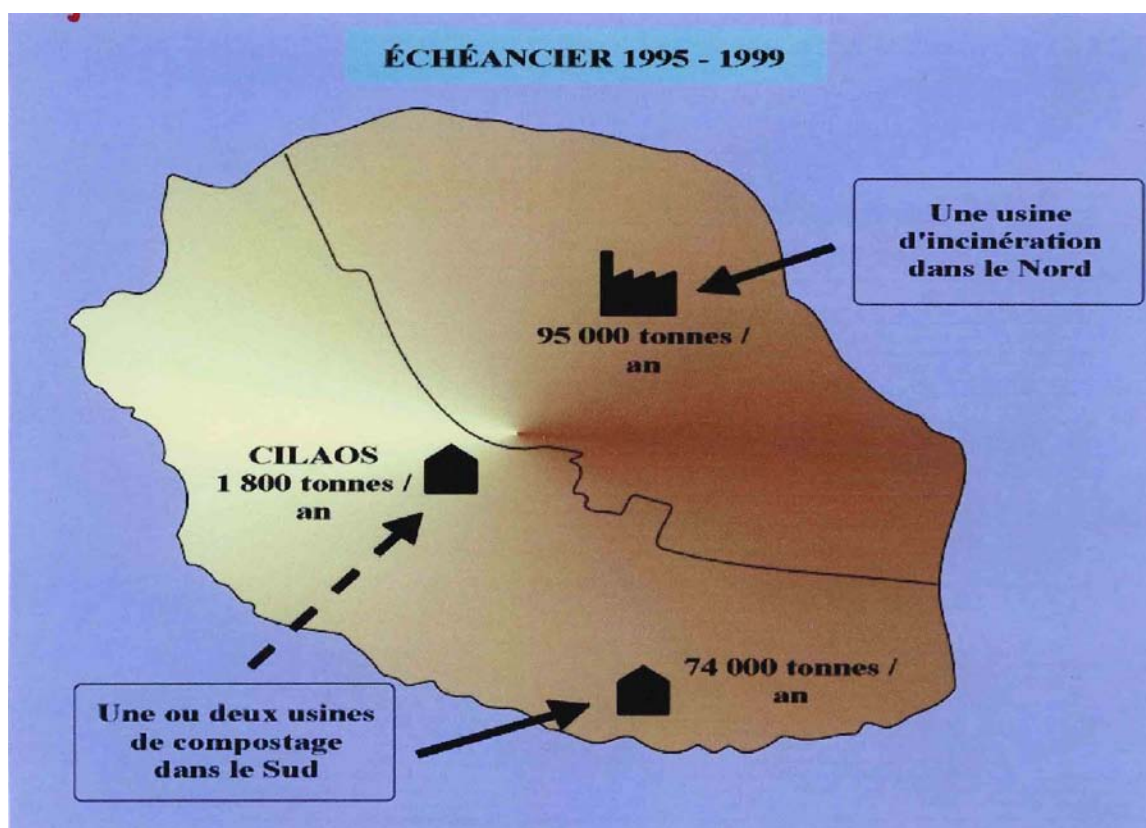 ÉCHÉANCIER 1995 - 1999
Une usine
d'incinération
dans le Nord
95 000 tonnes /
an
CILAOS
1 800 tonnes /
an
74 000 tonnes /
an
Une ou deux usines
de compostage
dans le Sud